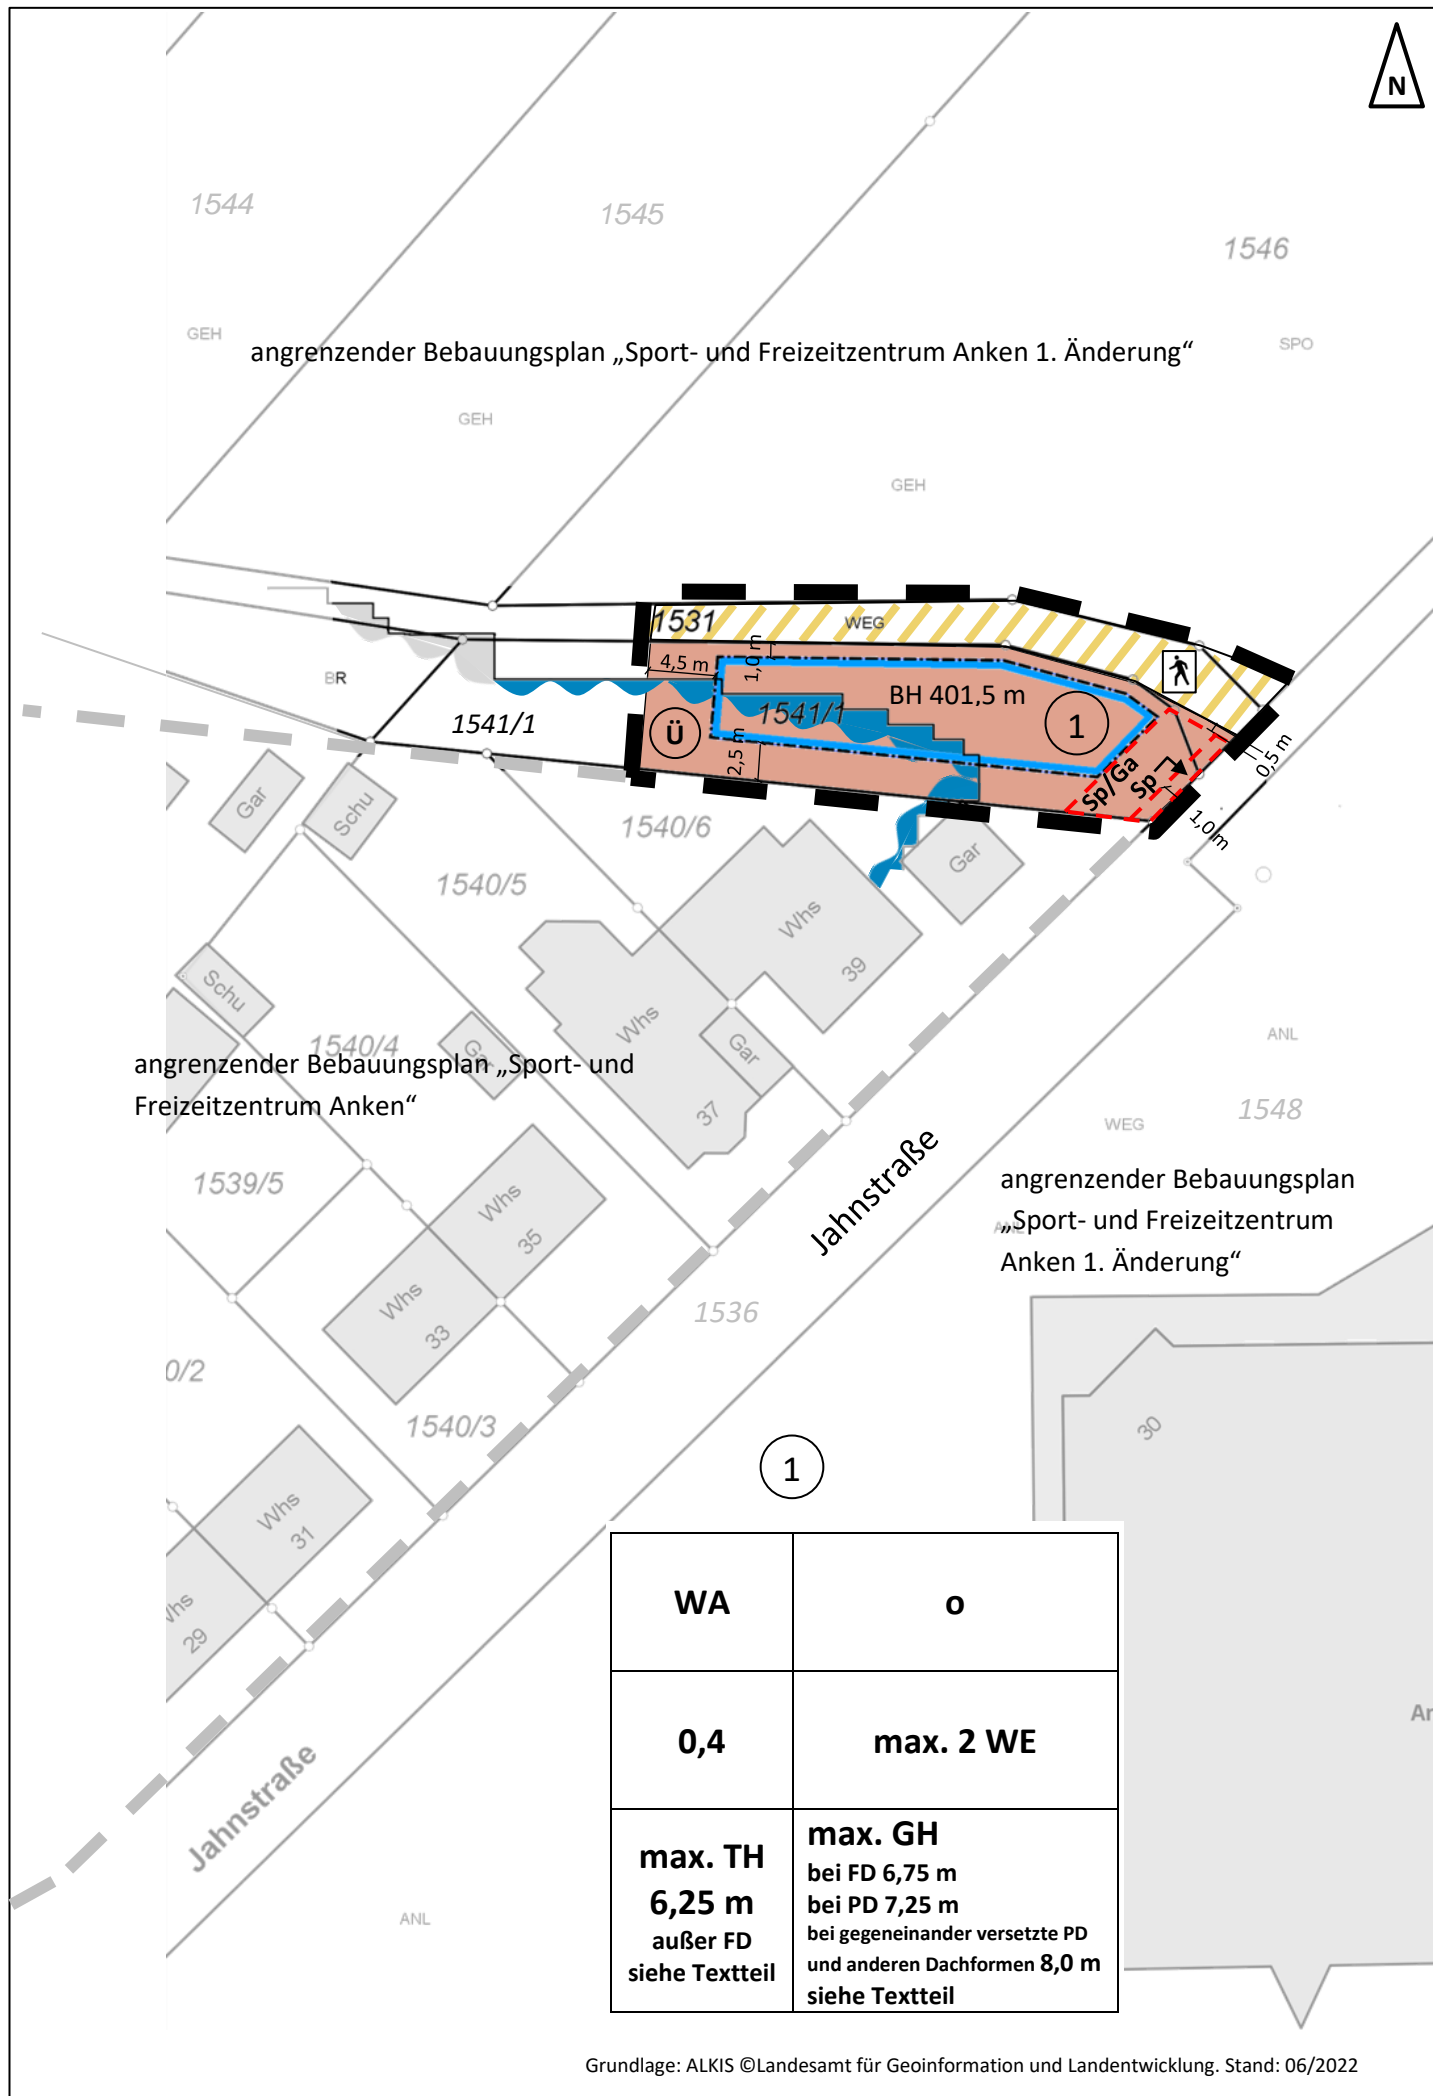 N
1544
1545
1546
GEH
SPO
angrenzender Bebauungsplan „Sport- und Freizeitzentrum Anken 1. Änderung“
GEH
GEH
1531
WEG
4,5 m
1,0 m
BH 401,5 m
BR
1541/1
Ü
1541/1
1
2,5 m
Sp/Ga
Sp
0,5 m
1,0 m
Gar
Schu
1540/6
Gar
1540/5
Whs
39
Schu
Whs
Gar
37
1540/4
Gar
angrenzender Bebauungsplan „Sport- und
Freizeitzentrum Anken“
ANL
1548
WEG
Jahnstraße
1539/5
Whs
35
angrenzender Bebauungsplan
„Sport- und Freizeitzentrum
Anken 1. Änderung“
ANL
Whs
33
1536
0/2
1540/3
30
1
Whs
31
Whs
29
WA
o
0,4
max. 2 WE
Ar
Jahnstraße
max. TH
6,25 m
außer FD
siehe Textteil
max. GH
bei FD 6,75 m
bei PD 7,25 m
bei gegeneinander versetzte PD
und anderen Dachformen 8,0 m
siehe Textteil
ANL
Grundlage: ALKIS ©Landesamt für Geoinformation und Landentwicklung. Stand: 06/2022